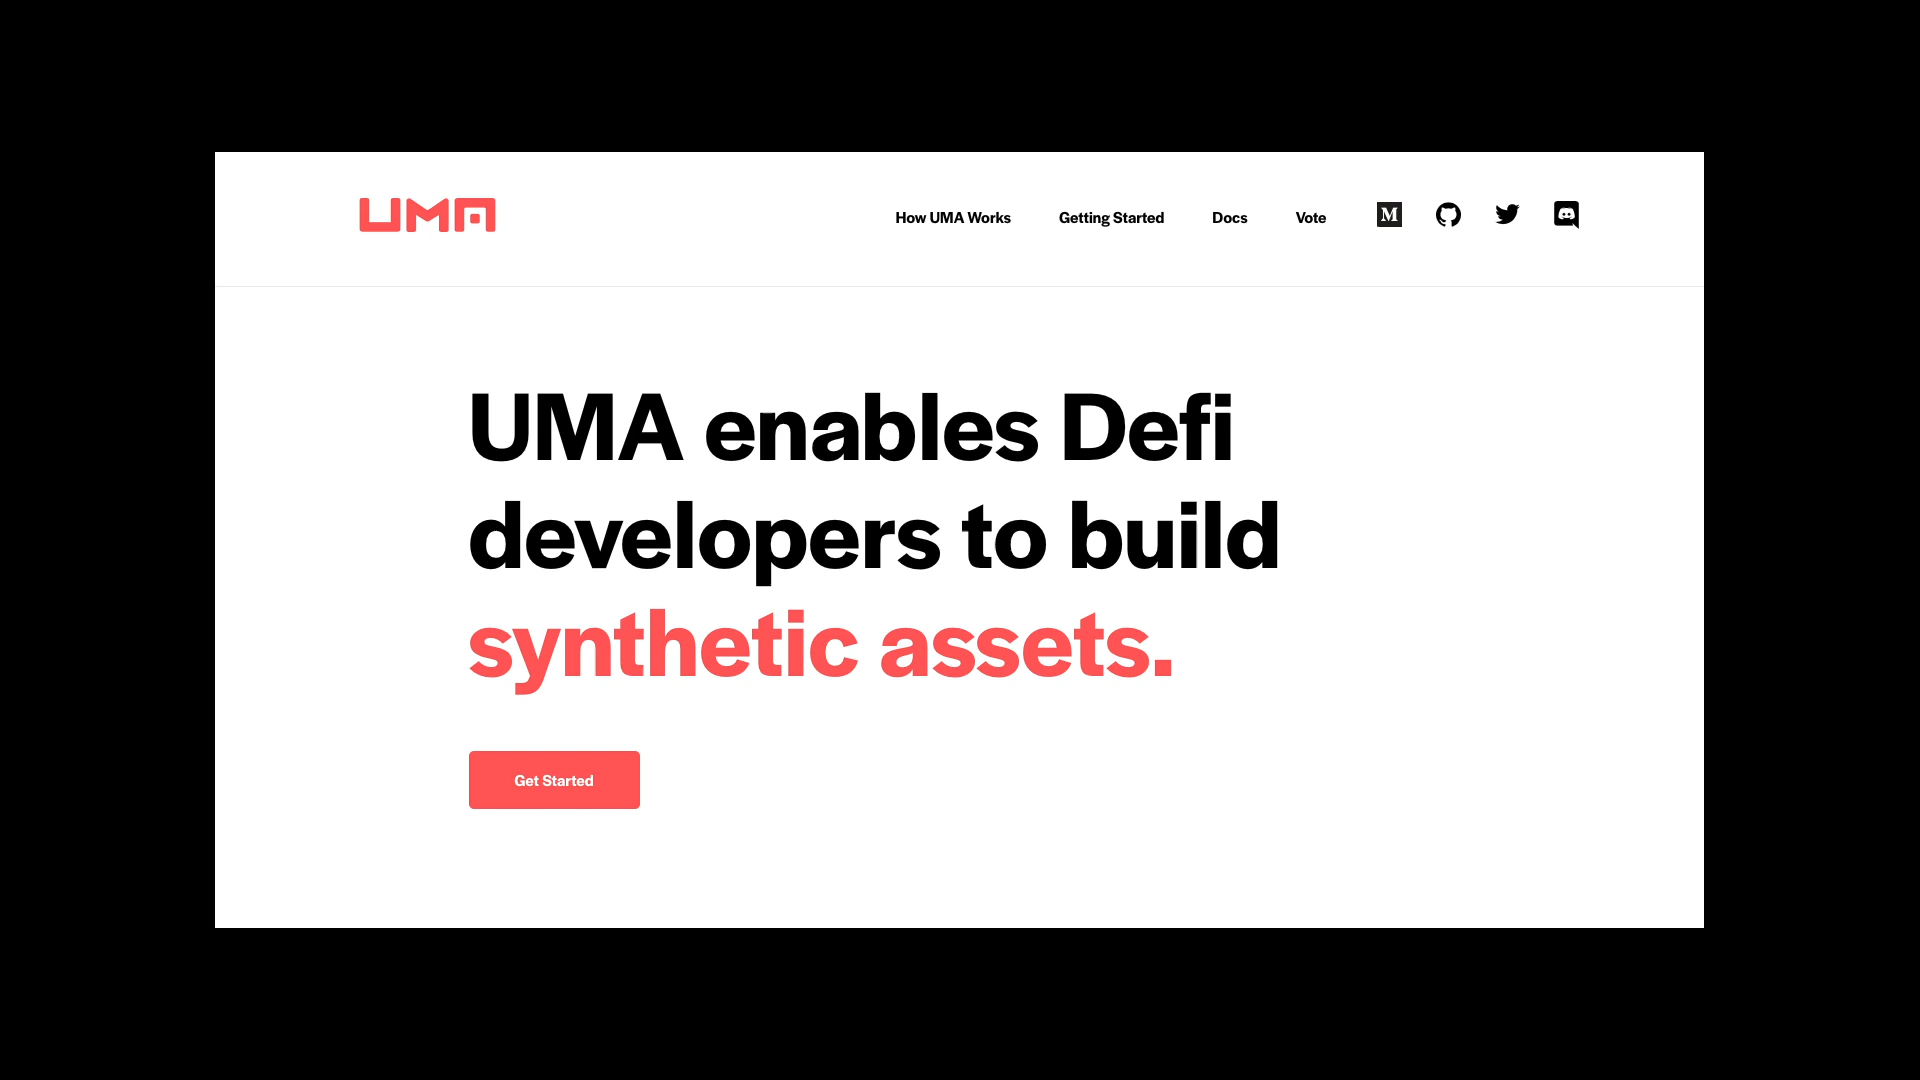 UMA
How UMA Works
Getting Started
Docs
Vote
UMA enables Defi
developers to build
synthetic assets.
Get Started